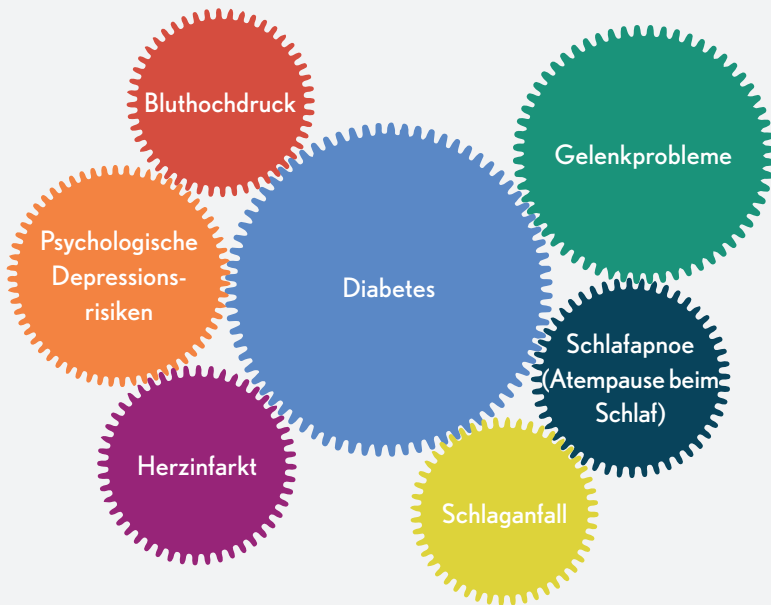 Bluthochdruck
Gelenkprobleme
Psychologische
Depressions-
risiken
Diabetes
Schlafapnoe
(Atempause beim
Schlaf)
Herzinfarkt
Schlaganfall